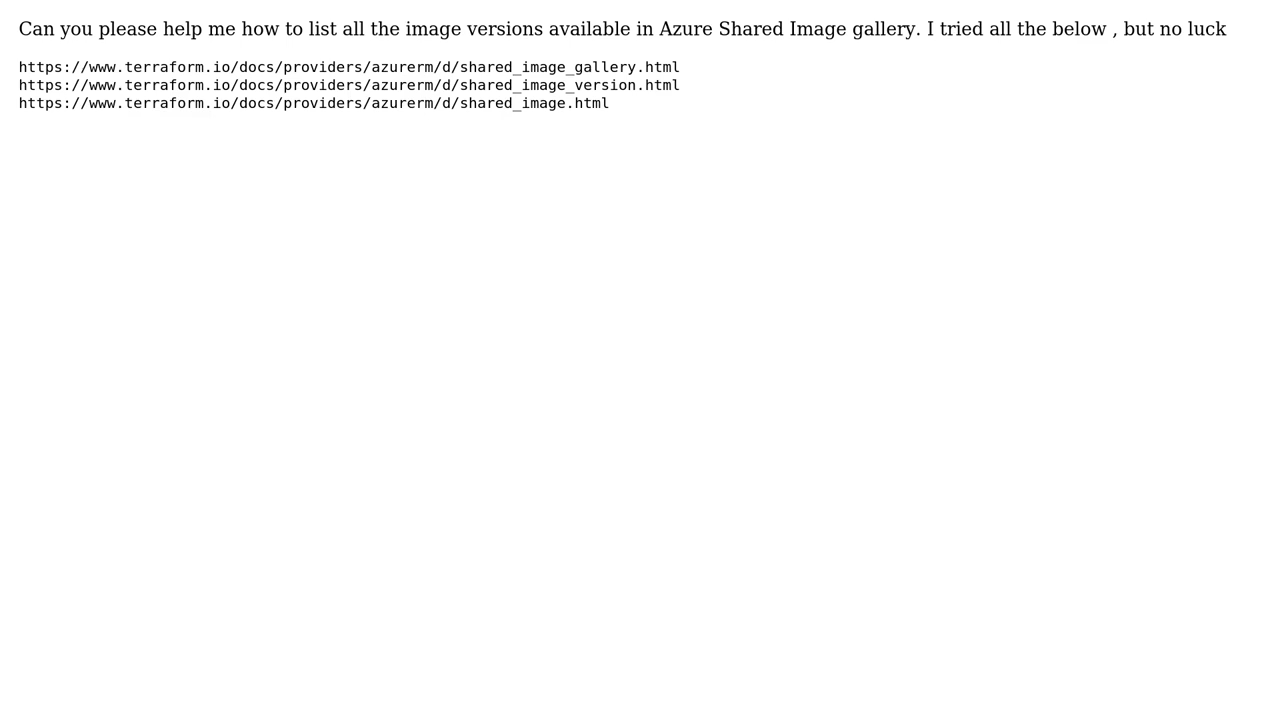 Can you please help me how to list all the image versions available in Azure Shared Image gallery. I tried all the below , but no luck
https://www.terraform.io/docs/providers/azurerm/d/shared_image_gallery.html
https://www.terraform.io/docs/providers/azurerm/d/shared_image_version.html
https://www.terraform.io/docs/providers/azurerm/d/shared_image.html